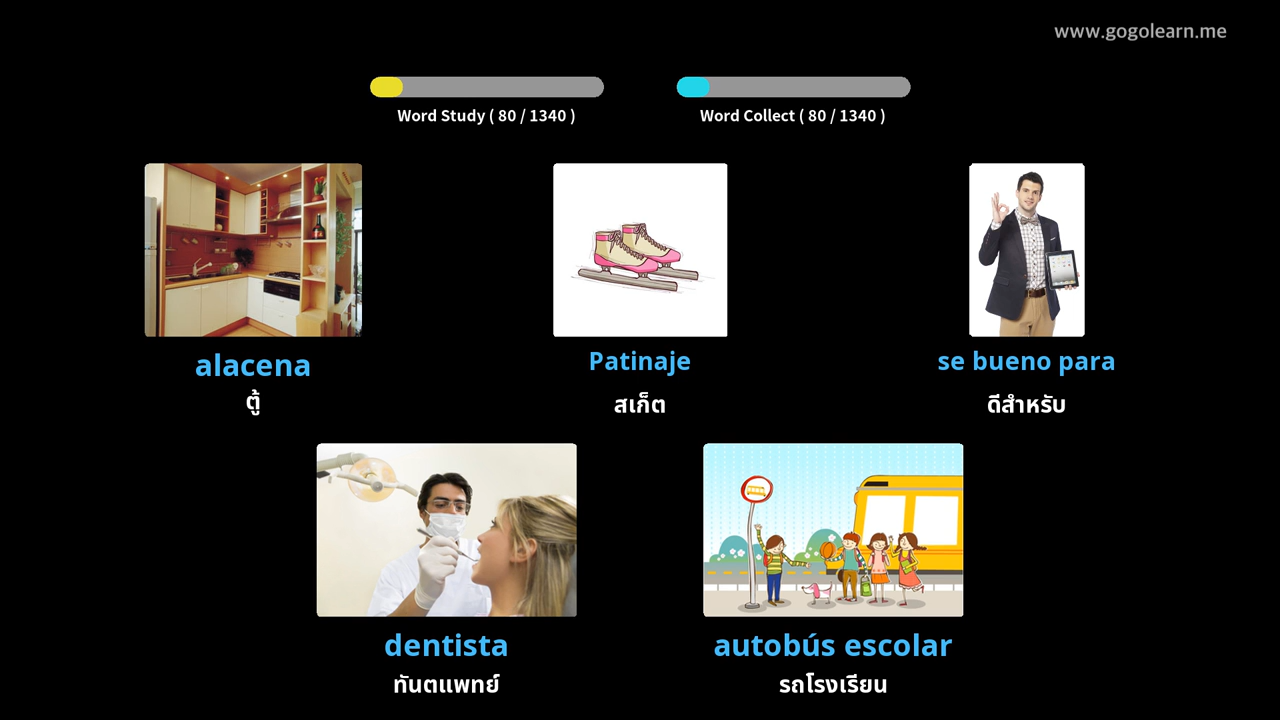 www.gogolearn.me
Word Study ( 80 / 1340 )
Word Collect ( 80 / 1340 )
alacena
ตู้
Patinaje
สเก็ต
se bueno para
ดีสำหรับ
dentista
ทันตแพทย์
autobús escolar
รถโรงเรียน